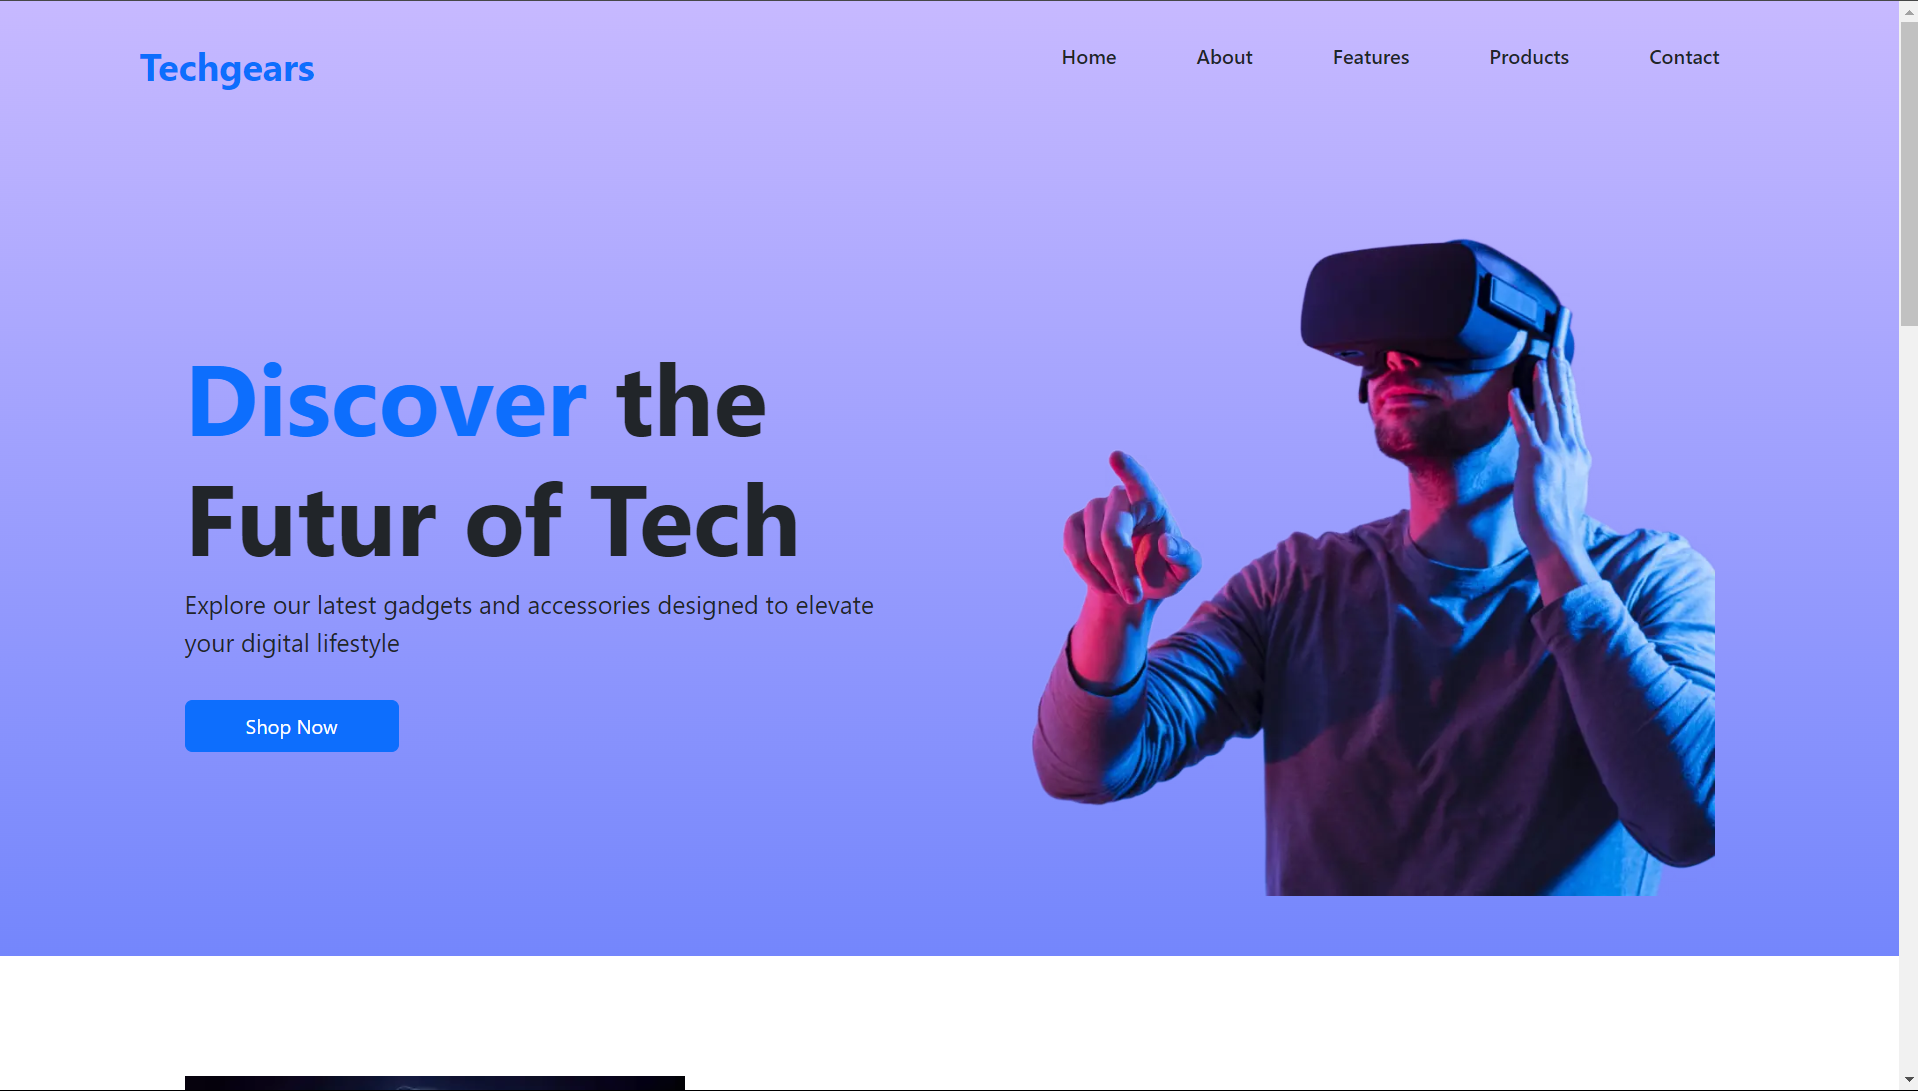 Techgears
Home About Features Products Contact
Discover the
Futur of Tech
Explore our latest gadgets and accessories designed to elevate
your digital lifestyle
Shop Now